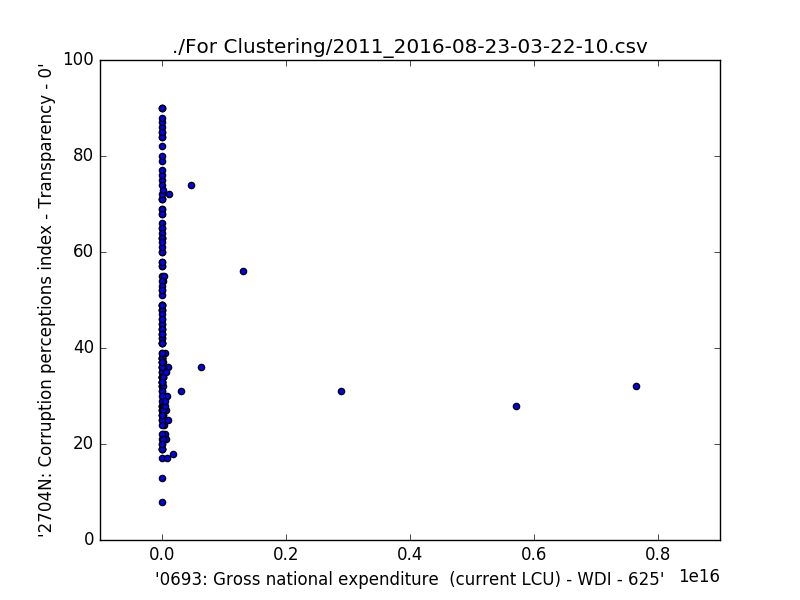 ./For Clustering/2011_2016-08-23-03-22-10.csv
100
80
60
40
20
0
'2704N: Corruption perceptions index - Transparency - 0'
0.0 0.2 0.4 0.6 0.8
1e16
'0693: Gross national expenditure  (current LCU) - WDI - 625'